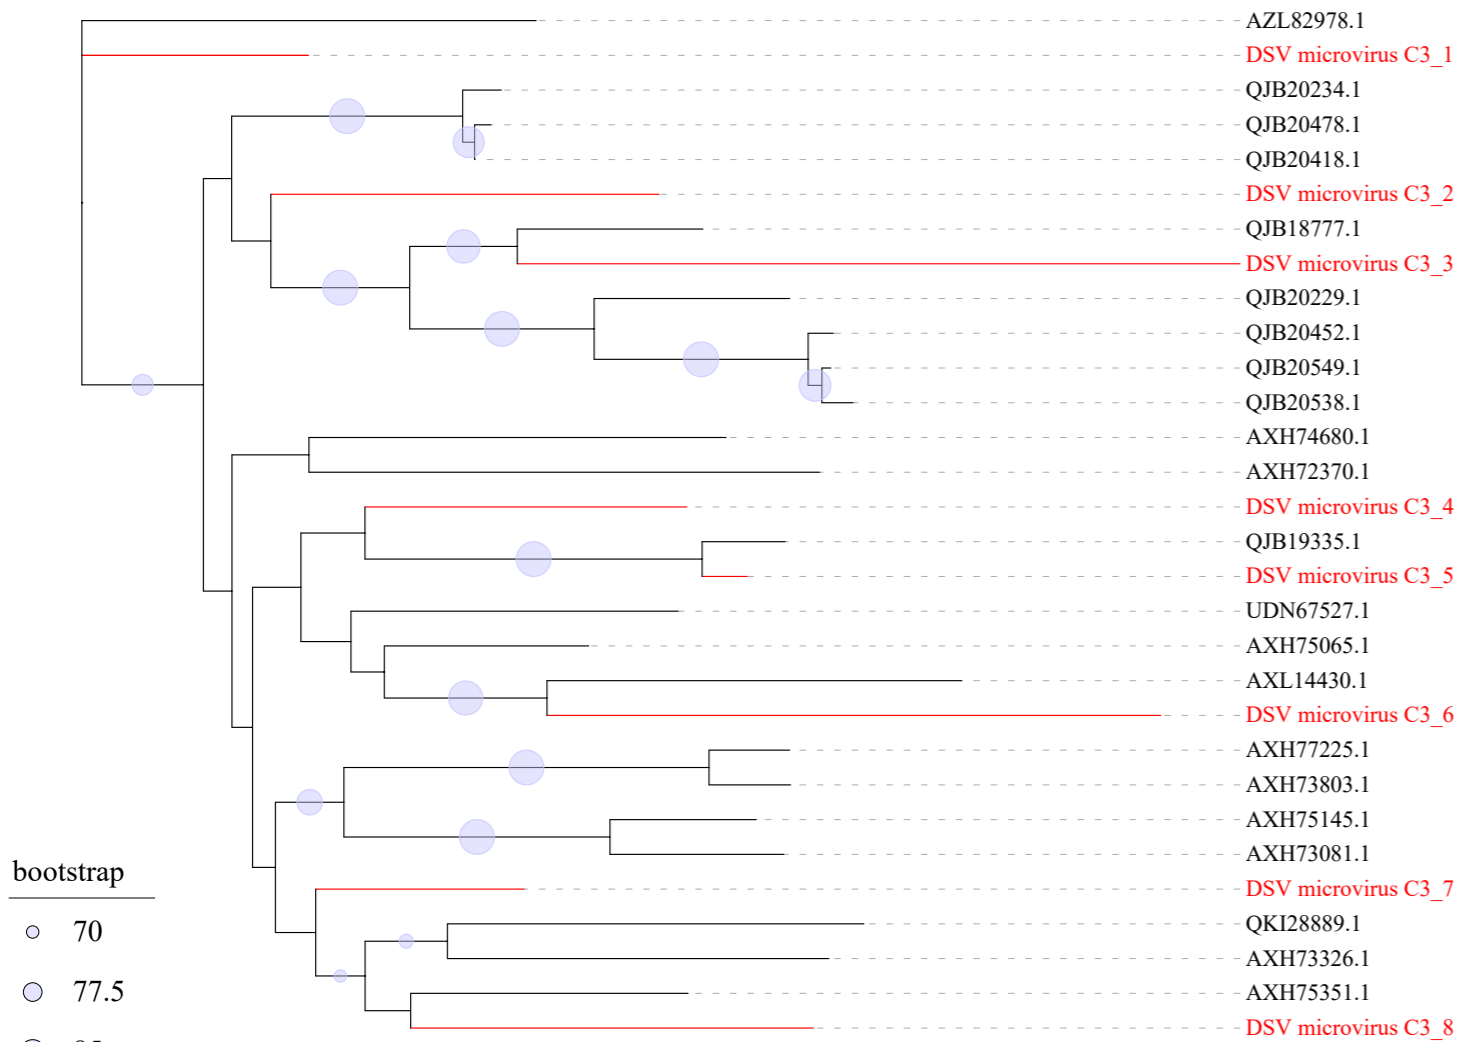 AZL82978.1
DSV microvirus C3_1
QJB20234.1
QJB20478.1
QJB20418.1
DSV microvirus C3_2
QJB18777.1
DSV microvirus C3_3
QJB20229.1
QJB20452.1
QJB20549.1
QJB20538.1
AXH74680.1
AXH72370.1
DSV microvirus C3_4
QJB19335.1
DSV microvirus C3_5
UDN67527.1
AXH75065.1
AXL14430.1
DSV microvirus C3_6
AXH77225.1
AXH73803.1
AXH75145.1
AXH73081.1
DSV microvirus C3_7
QKI28889.1
AXH73326.1
AXH75351.1
DSV microvirus C3_8
bootstrap
70
77.5